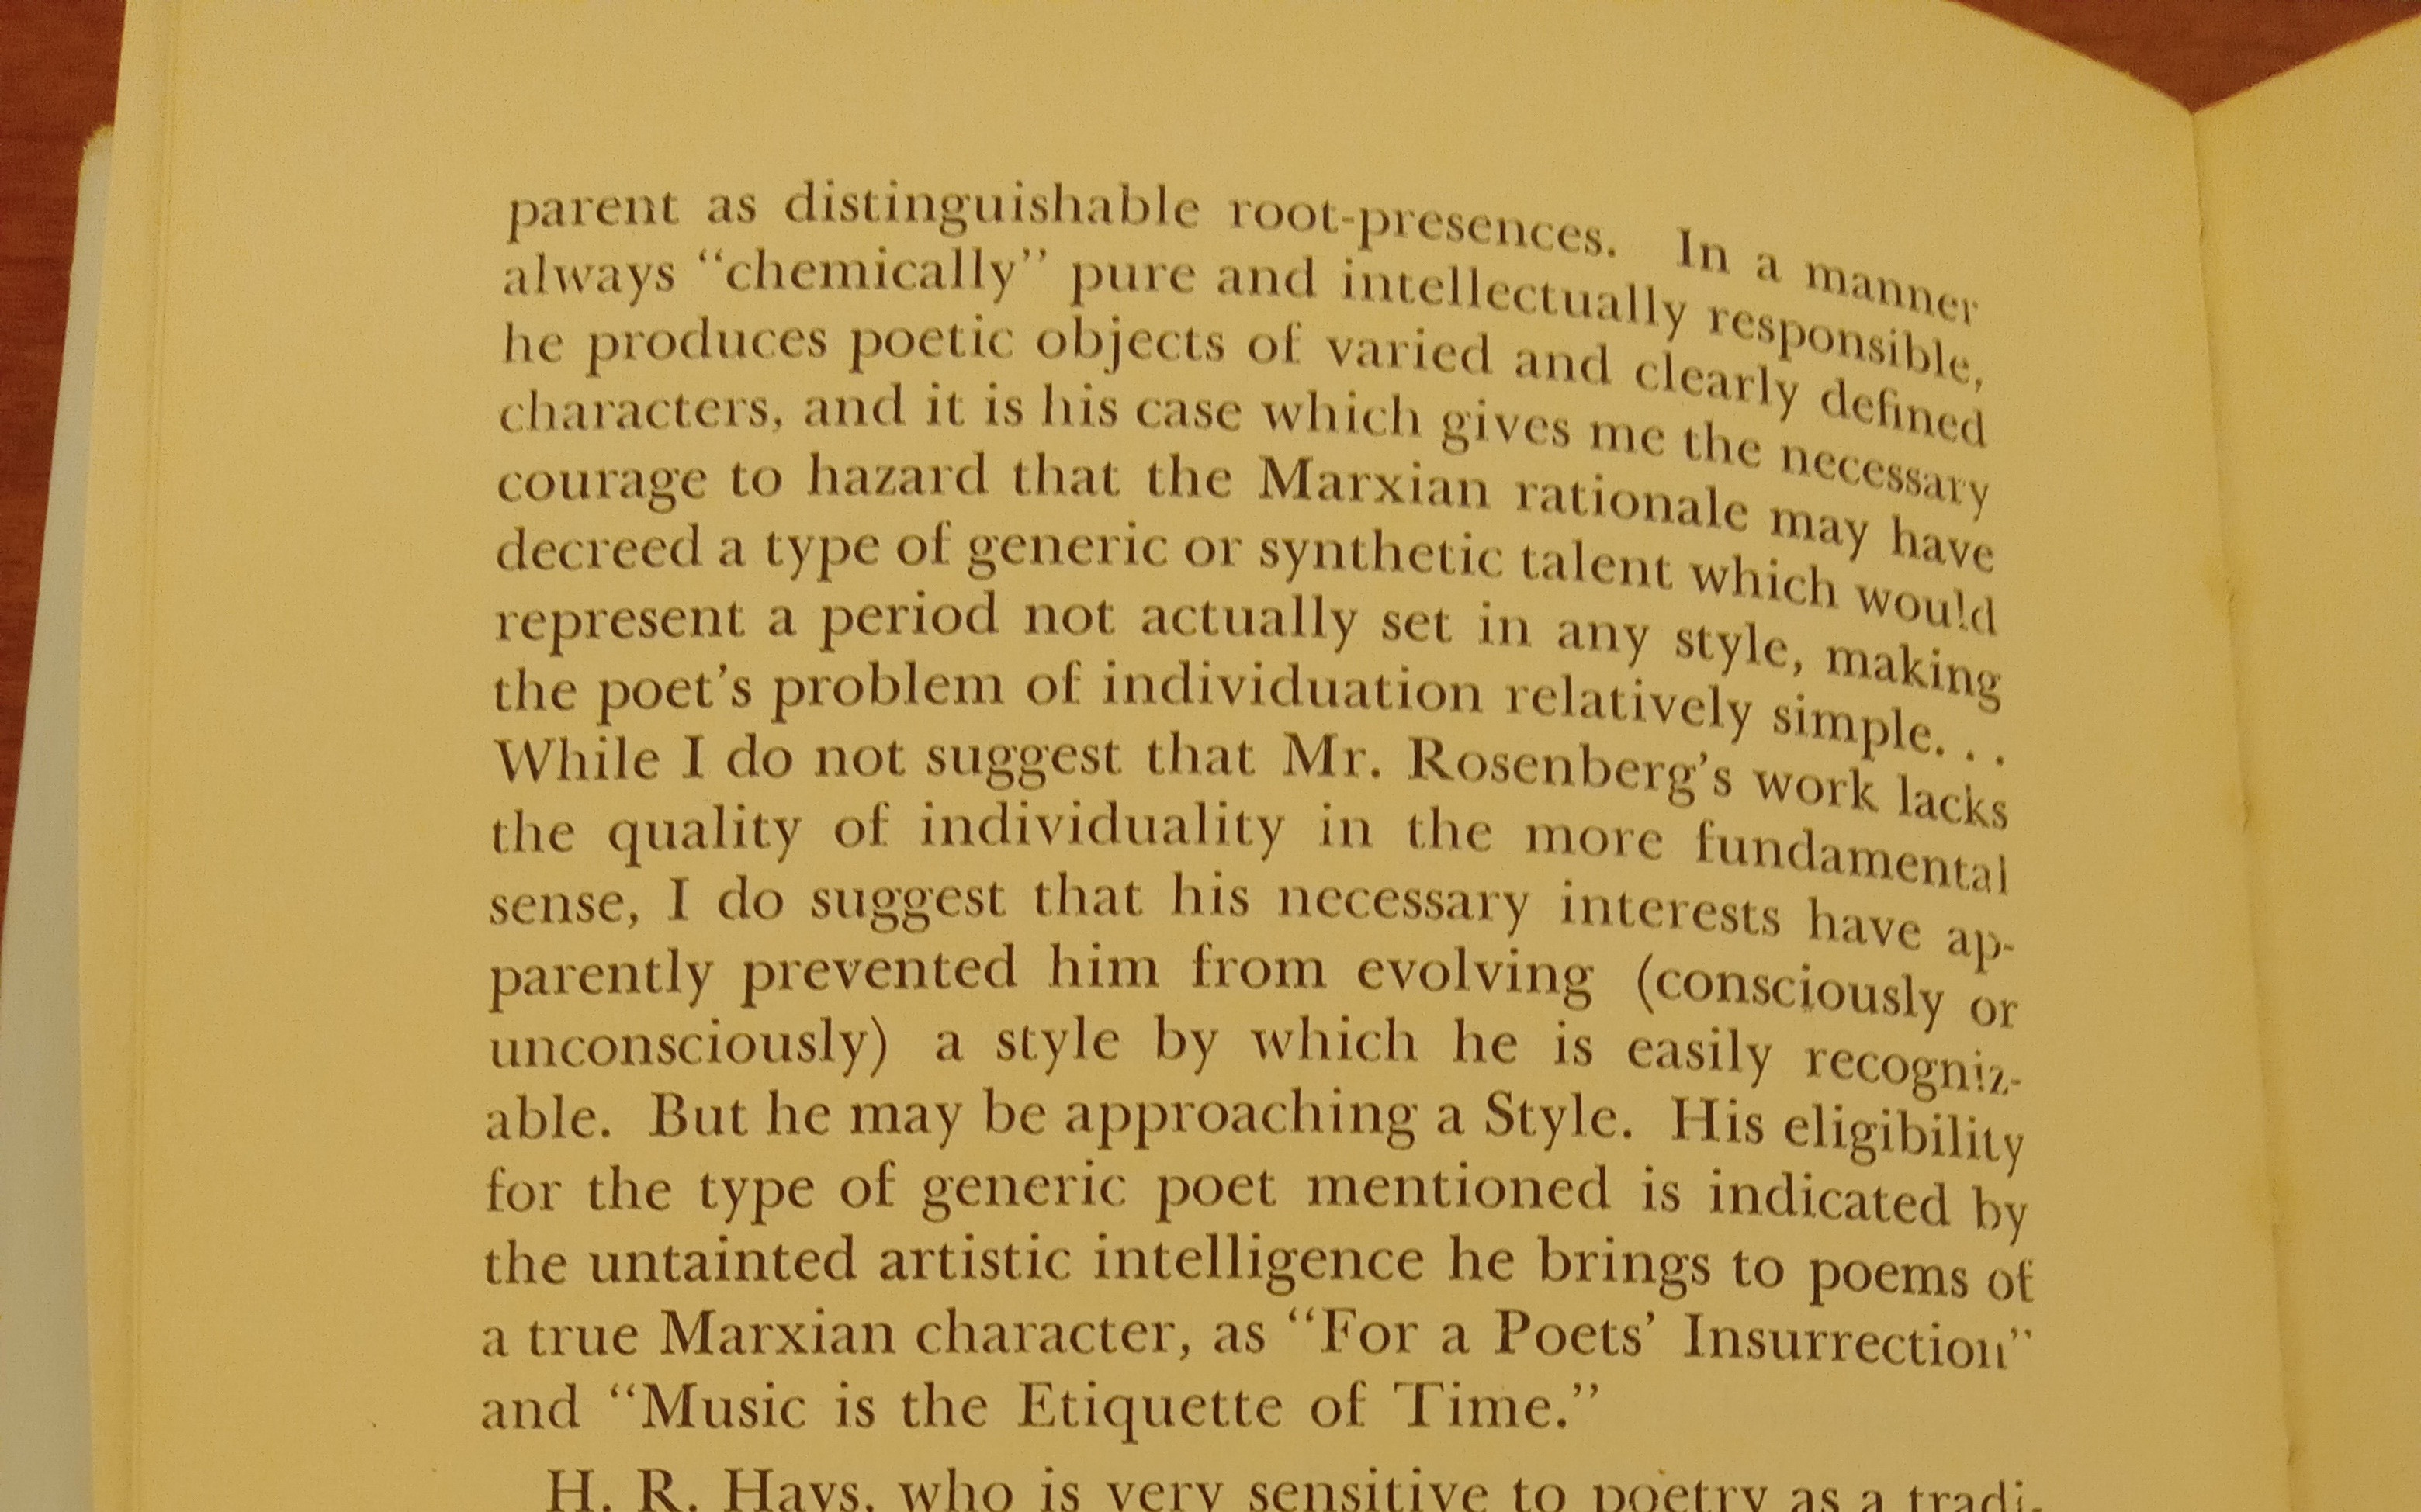 parent as distinguishable root-presences. In a manner
always “chemically” pure and intellectually responsible,
he produces poetic objects of varied and clearly defined
characters, and it is his case which gives me the necessary
courage to hazard that the Marxian rationale may have
decreed a type of generic or synthetic talent which would
represent a period not actually set in any style, making
the poet’s problem of individuation relatively simple. . .
While I do not suggest that Mr. Rosenberg’s work lacks
the quality of individuality in the more fundamental
sense, I do suggest that his necessary interests have ap-
parently prevented him from evolving (consciously or
unconsciously) a style by which he is easily recogniz-
able. But he may be approaching a Style. His eligibility
for the type of generic poet mentioned is indicated by
the untainted artistic intelligence he brings to poems of
a true Marxian character, as “For a Poets’ Insurrection”
and “Music is the Etiquette of Time.”
H. R. Hays, who is very sensitive to poetry as a tradi-